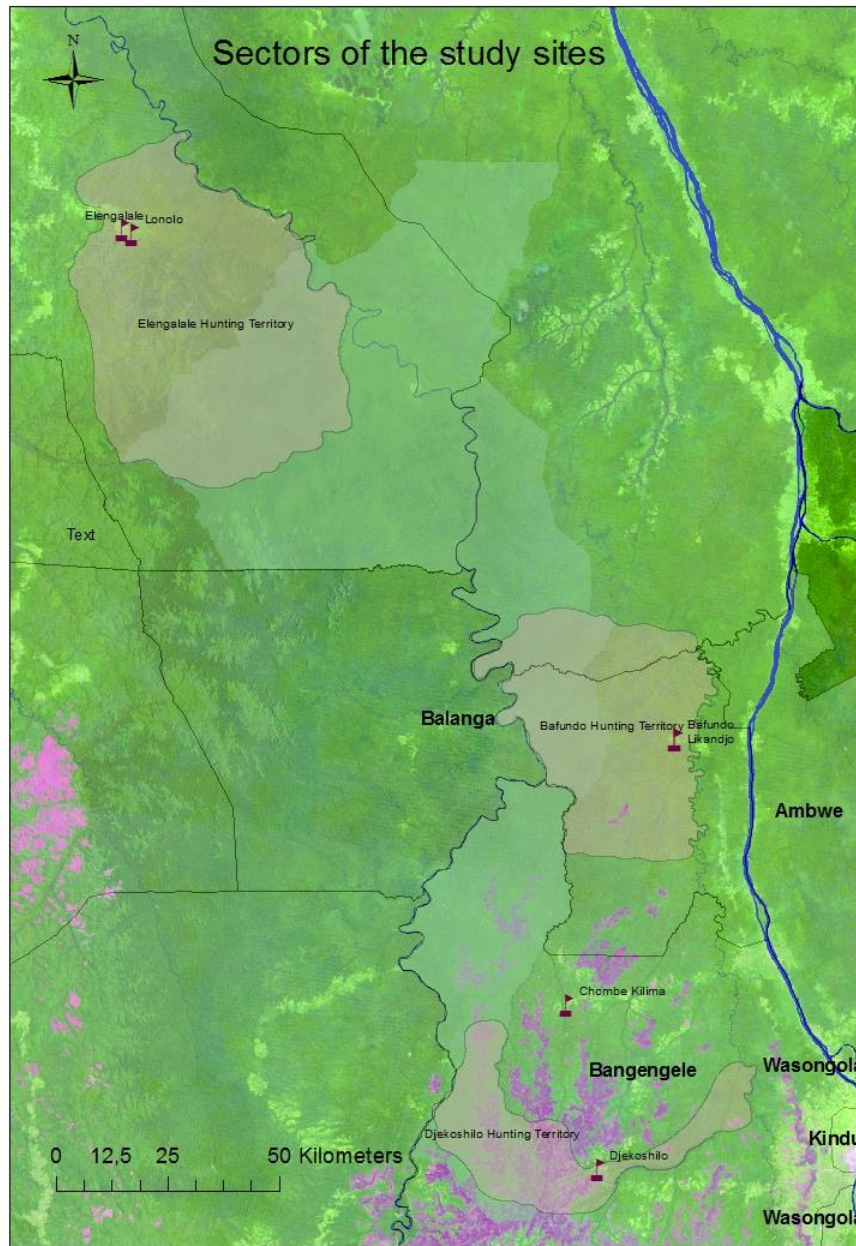 Sectors of the study sites
N
Elengalale
Lonolo
Elengalale Hunting Territory
Text
Balanga
Bafundo Hunting Territory
Bafundo
Likandjo
Ambwe
Chombe Kilima
Bangengele
Wasongola
Djekoshilo Hunting Territory
Djekoshilo
Kindu
0 12,5 25 50 Kilometers
Wasongola